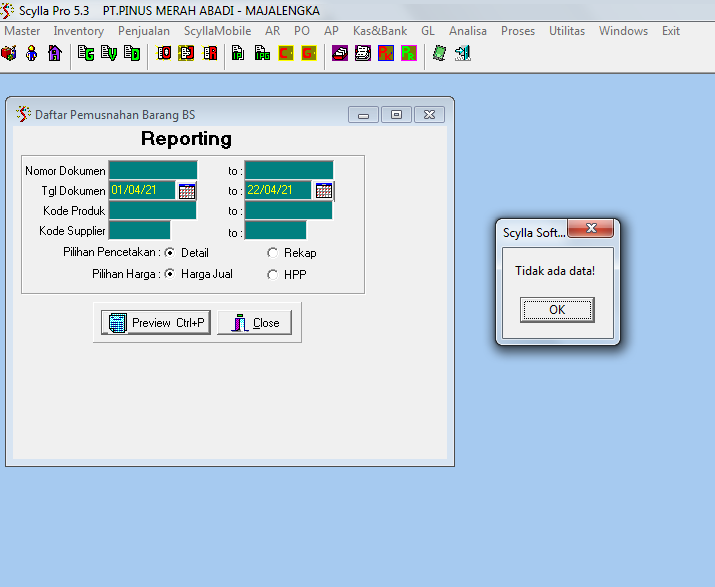 Scylla Pro 5.3 PT.PINUS MERAH ABADI - MAJALENGKA
Master Inventory Penjualan ScyllaMobile AR PO AP Kas&Bank GL Analisa Proses Utilitas Windows Exit
Daftar Pemusnahan Barang BS
Reporting
Nomor Dokumen to :
Tgl Dokumen 01/04/21 to : 22/04/21
Kode Produk to :
Kode Supplier to :
Pilihan Pencetakan : Detail Rekap
Pilihan Harga : Harga Jual HPP
Preview Ctrl+P Close
Scylla Soft...
Tidak ada data!
OK